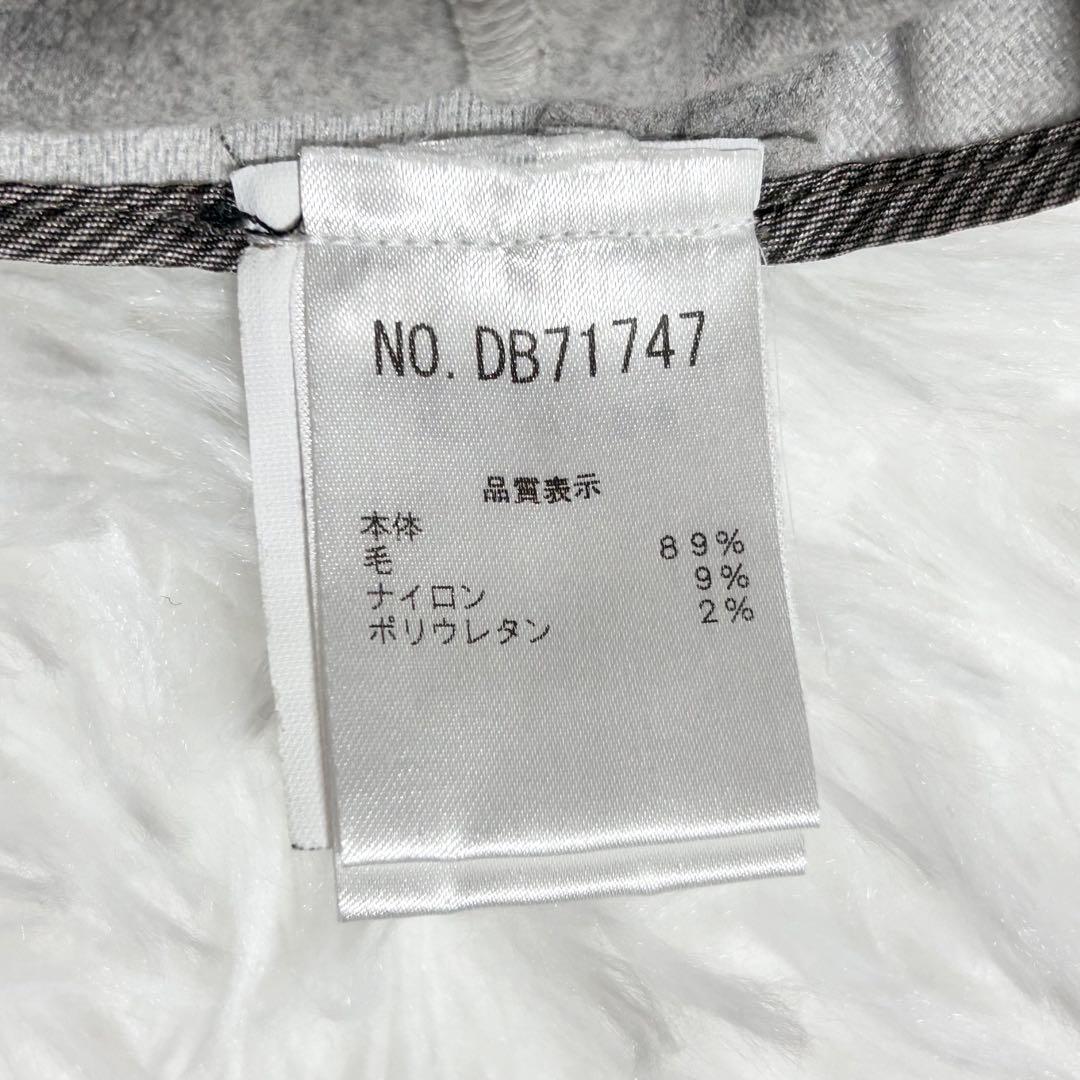 NO. DB71747
品質表示
本体
毛 89%
ナイロン 9%
ポリウレタン 2%